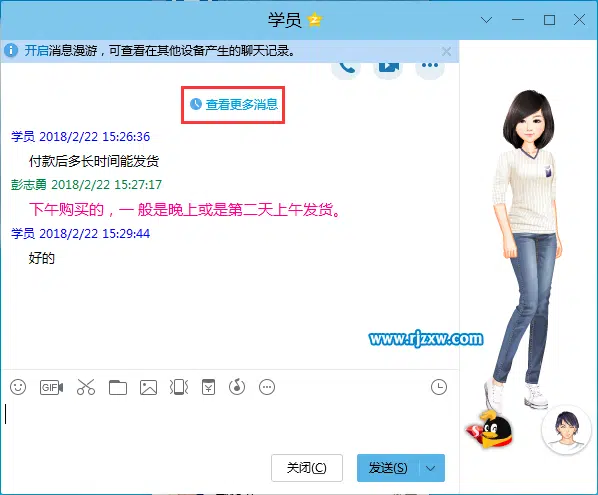 学员
开启消息漫游，可查看在其他设备产生的聊天记录。
查看更多消息
学员 2018/2/22 15:26:36
付款后多长时间能发货
彭志勇 2018/2/22 15:27:17
下午购买的，一 般是晚上或是第二天上午发货。
学员 2018/2/22 15:29:44
好的
www.rjzxw.com
GIF
关闭(C)
发送(S)